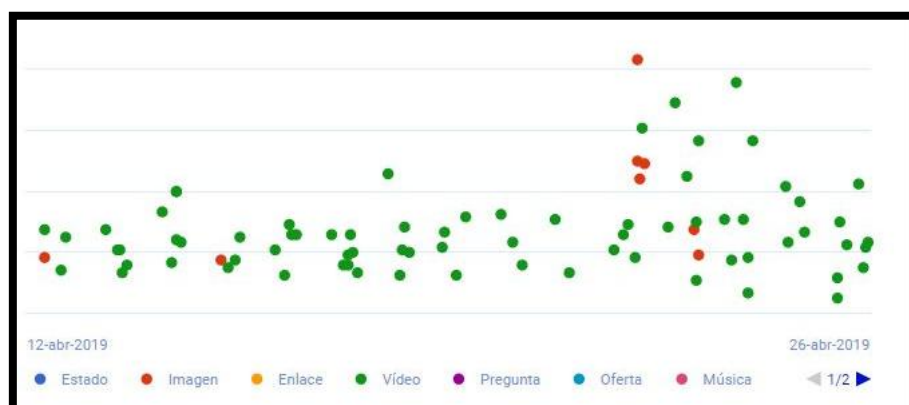 12-abr-2019 26-abr-2019
Estado Imagen Enlace Vídeo Pregunta Oferta Música 1/2